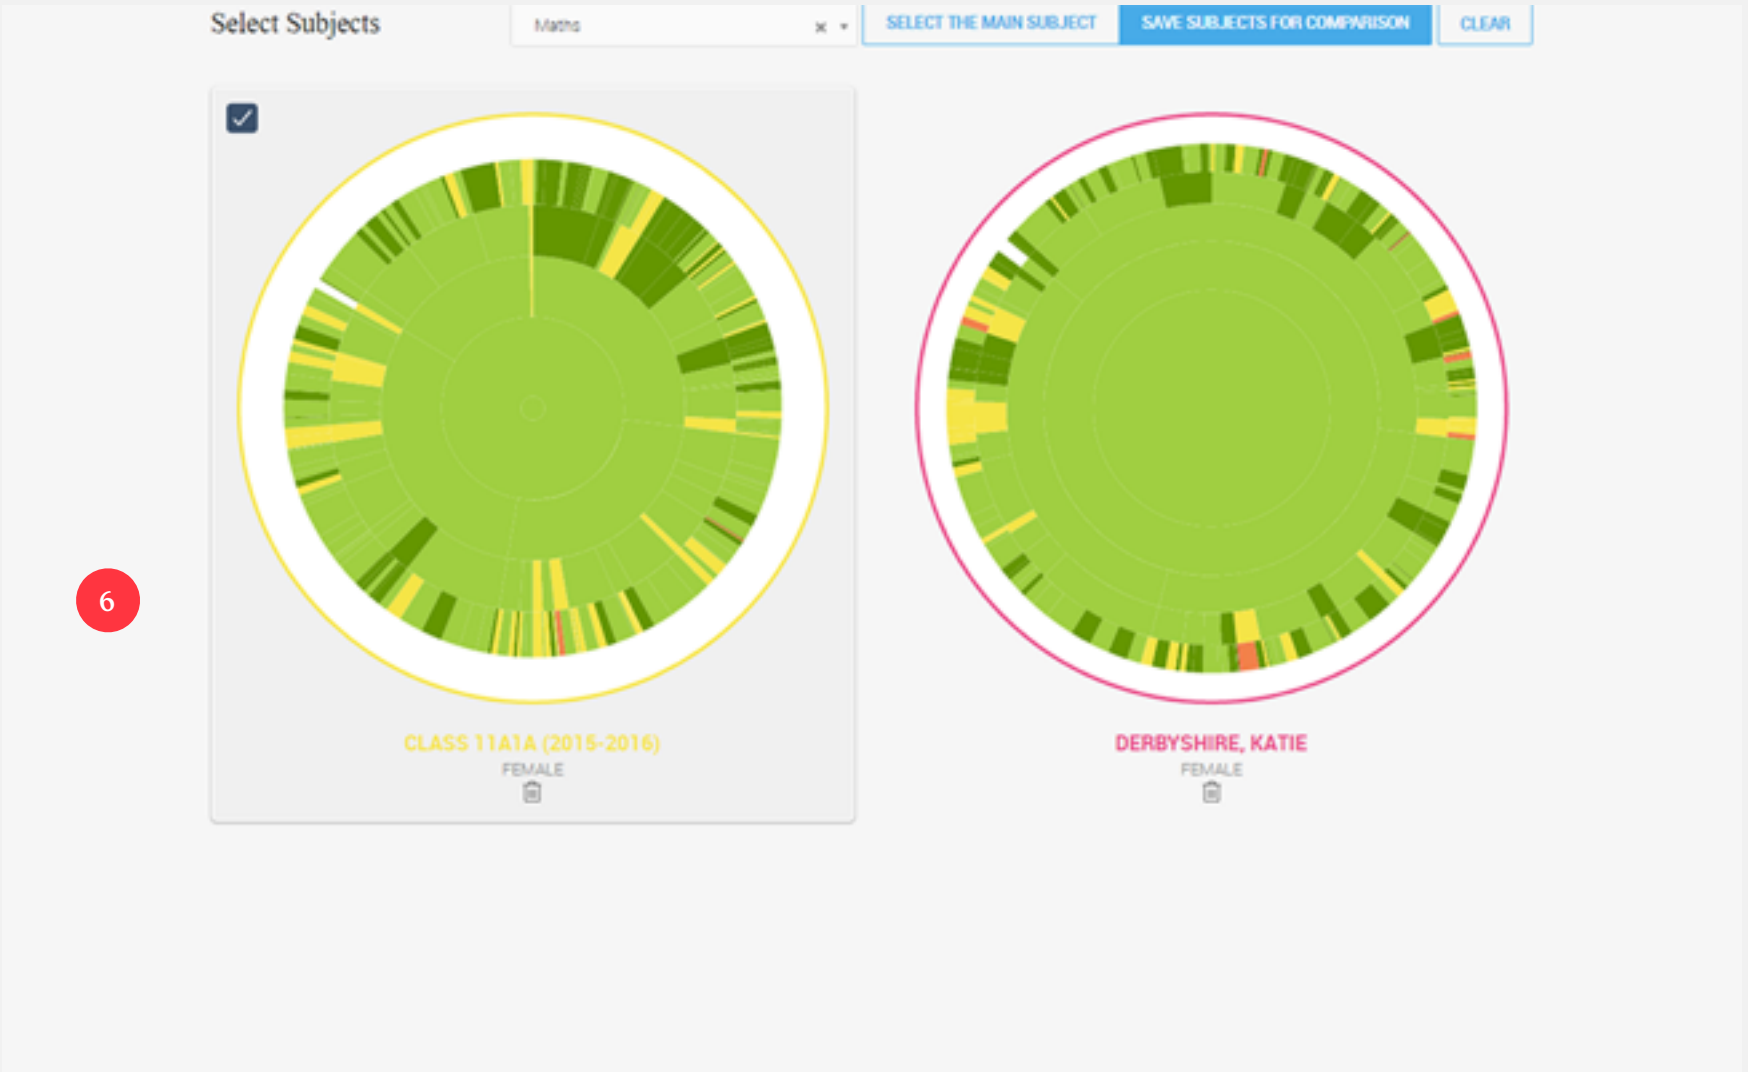 Select Subjects
Maths
SELECT THE MAIN SUBJECT
SAVE SUBJECTS FOR COMPARISON
CLEAR
6
CLASS 11A1A (2015-2016)
FEMALE
DERBYSHIRE, KATIE
FEMALE